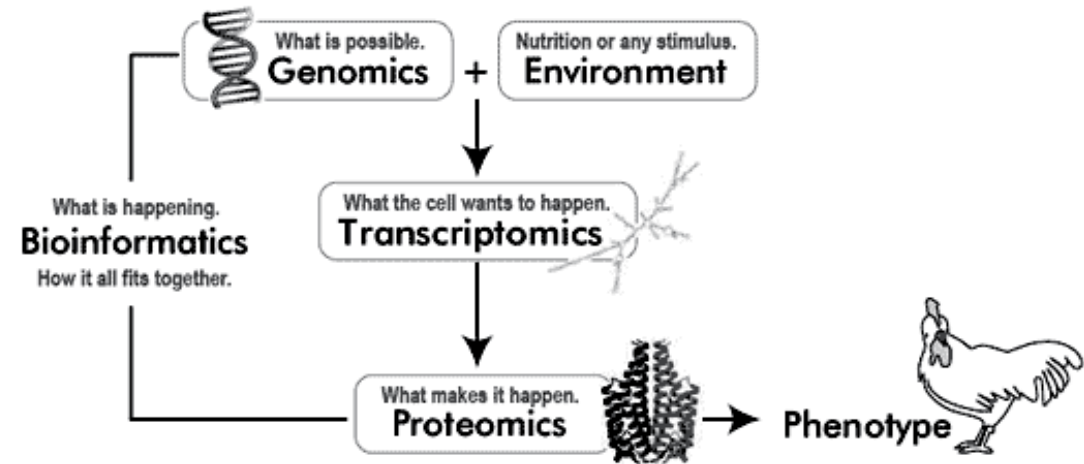 What is possible.
Genomics
+
Nutrition or any stimulus.
Environment
What the cell wants to happen.
Transcriptomics
What is happening.
Bioinformatics
How it all fits together.
What makes it happen.
Proteomics
Phenotype